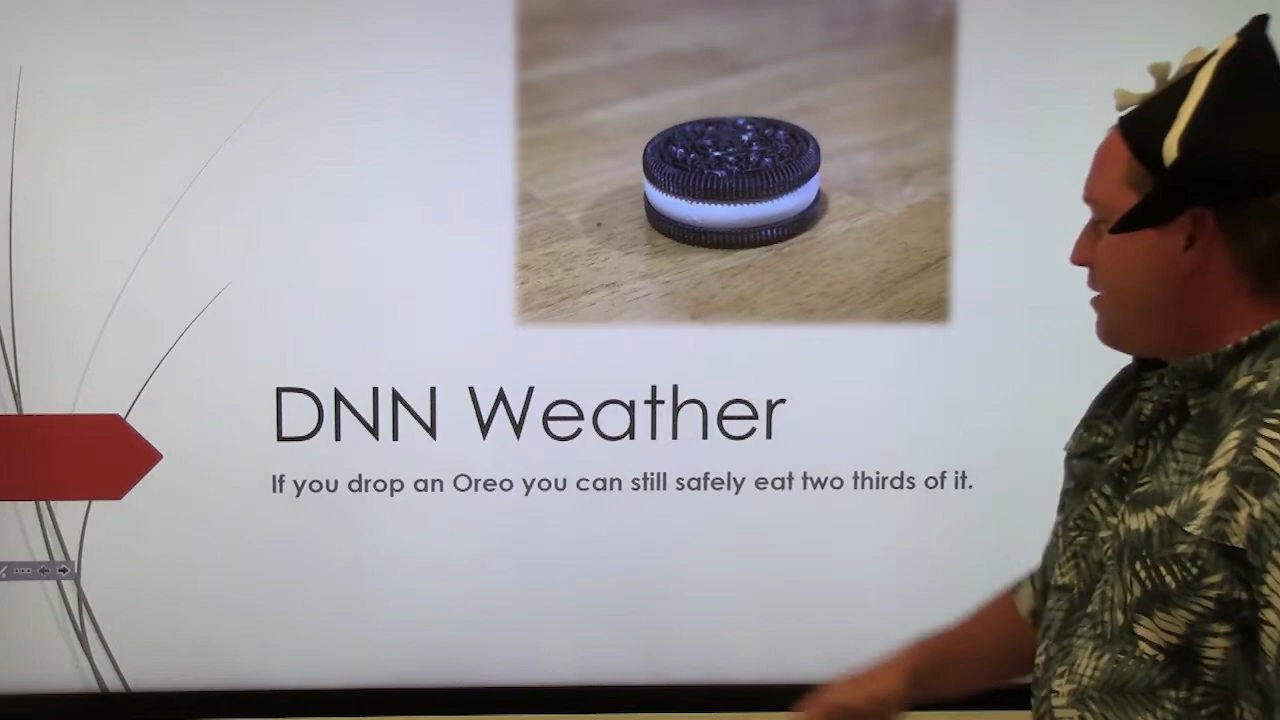 DNN Weather
If you drop an Oreo you can still safely eat two thirds of it.